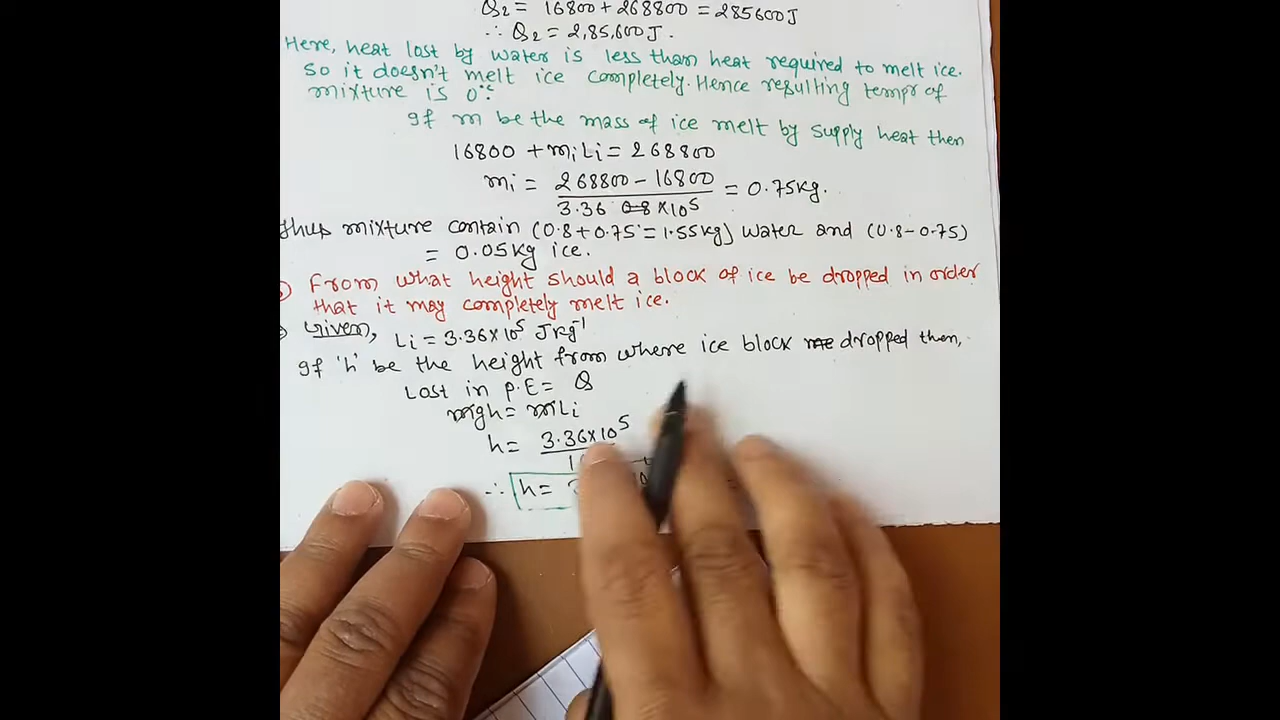 Q₂ = 16800 + 268800 = 285600J
∴ Q₂ = 2,85,600J.
Here, heat lost by water is less than heat required to melt ice.
So it doesn't melt ice completely. Hence resulting tempr of
mixture is 0°c
If m be the mass of ice melt by supply heat then
16800 + miLi = 268800
mi = 268800 - 16800 / 3.36 × 10⁵ = 0.75kg.
thus mixture contain (0.8 + 0.75 = 1.55kg) water and (0.8 - 0.75)
= 0.05kg ice.
From what height should a block of ice be dropped in order
that it may completely melt ice.
Given, Li = 3.36×10⁵ Jkg⁻¹
If 'h' be the height from where ice block dropped then,
Lost in P.E = Q
mgh = mLi
h = 3.36×10⁵
∴ h =